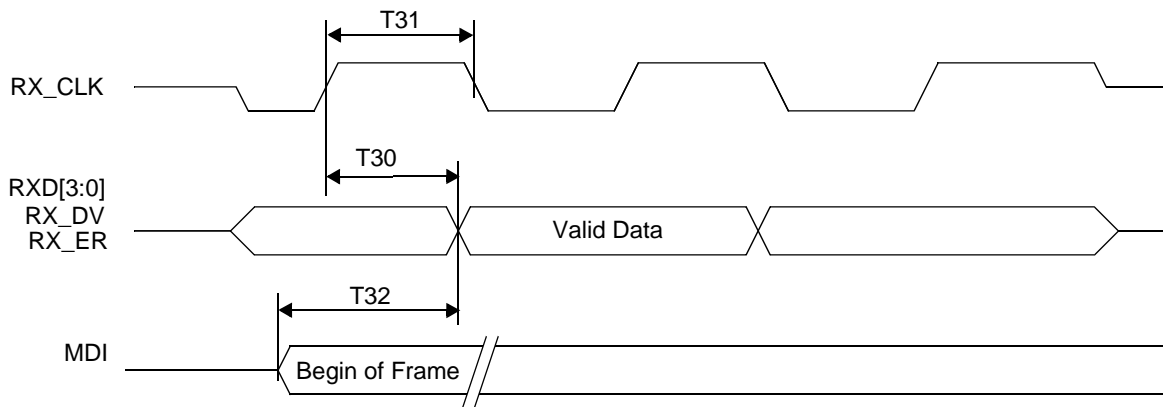 T31
RX_CLK
T30
RXD[3:0]
RX_DV
RX_ER
Valid Data
T32
MDI
Begin of Frame